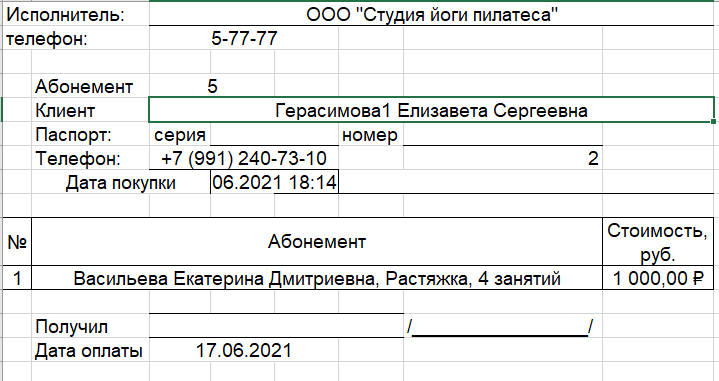 Исполнитель: ООО "Студия йоги пилатеса"
телефон: 5-77-77
Абонемент 5
Клиент Герасимова1 Елизавета Сергеевна
Паспорт: серия номер
Телефон: +7 (991) 240-73-10 2
Дата покупки 06.2021 18:14
№ Абонемент Стоимость, руб.
1 Васильева Екатерина Дмитриевна, Растяжка, 4 занятий 1 000,00 ₽
Получил / /
Дата оплаты 17.06.2021